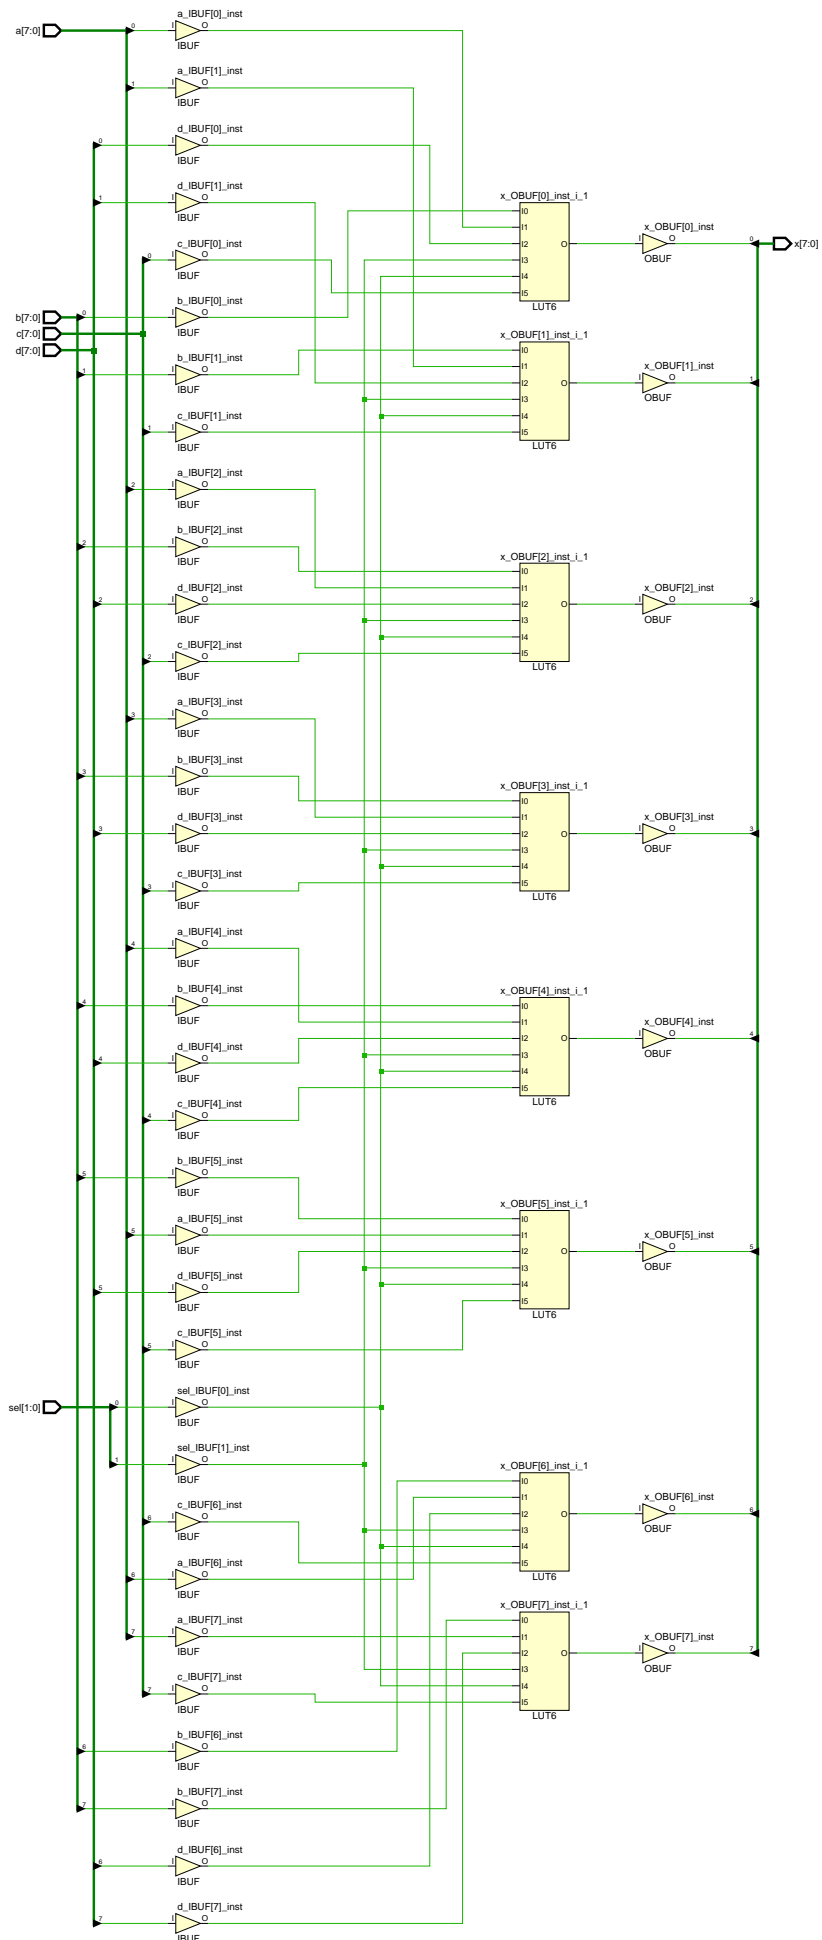 a[7:0]
b[7:0]
c[7:0]
d[7:0]
sel[1:0]
a_IBUF[0]_inst
0 I O
IBUF
a_IBUF[1]_inst
1 I O
IBUF
d_IBUF[0]_inst
0 I O
IBUF
d_IBUF[1]_inst
1 I O
IBUF
c_IBUF[0]_inst
0 I O
IBUF
b_IBUF[0]_inst
0 I O
IBUF
b_IBUF[1]_inst
1 I O
IBUF
c_IBUF[1]_inst
1 I O
IBUF
a_IBUF[2]_inst
2 I O
IBUF
b_IBUF[2]_inst
2 I O
IBUF
d_IBUF[2]_inst
2 I O
IBUF
c_IBUF[2]_inst
2 I O
IBUF
a_IBUF[3]_inst
3 I O
IBUF
b_IBUF[3]_inst
3 I O
IBUF
d_IBUF[3]_inst
3 I O
IBUF
c_IBUF[3]_inst
3 I O
IBUF
a_IBUF[4]_inst
4 I O
IBUF
b_IBUF[4]_inst
4 I O
IBUF
d_IBUF[4]_inst
4 I O
IBUF
c_IBUF[4]_inst
4 I O
IBUF
b_IBUF[5]_inst
5 I O
IBUF
a_IBUF[5]_inst
5 I O
IBUF
d_IBUF[5]_inst
5 I O
IBUF
c_IBUF[5]_inst
5 I O
IBUF
sel_IBUF[0]_inst
0 I O
IBUF
sel_IBUF[1]_inst
1 I O
IBUF
c_IBUF[6]_inst
6 I O
IBUF
a_IBUF[6]_inst
6 I O
IBUF
a_IBUF[7]_inst
7 I O
IBUF
c_IBUF[7]_inst
7 I O
IBUF
b_IBUF[6]_inst
6 I O
IBUF
b_IBUF[7]_inst
7 I O
IBUF
d_IBUF[6]_inst
6 I O
IBUF
d_IBUF[7]_inst
7 I O
IBUF
x_OBUF[0]_inst_i_1
I0
I1
I2 O
I3
I4
I5
LUT6
x_OBUF[1]_inst_i_1
I0
I1
I2 O
I3
I4
I5
LUT6
x_OBUF[2]_inst_i_1
I0
I1
I2 O
I3
I4
I5
LUT6
x_OBUF[3]_inst_i_1
I0
I1
I2 O
I3
I4
I5
LUT6
x_OBUF[4]_inst_i_1
I0
I1
I2 O
I3
I4
I5
LUT6
x_OBUF[5]_inst_i_1
I0
I1
I2 O
I3
I4
I5
LUT6
x_OBUF[6]_inst_i_1
I0
I1
I2 O
I3
I4
I5
LUT6
x_OBUF[7]_inst_i_1
I0
I1
I2 O
I3
I4
I5
LUT6
x_OBUF[0]_inst
I O 0
OBUF
x_OBUF[1]_inst
I O 1
OBUF
x_OBUF[2]_inst
I O 2
OBUF
x_OBUF[3]_inst
I O 3
OBUF
x_OBUF[4]_inst
I O 4
OBUF
x_OBUF[5]_inst
I O 5
OBUF
x_OBUF[6]_inst
I O 6
OBUF
x_OBUF[7]_inst
I O 7
OBUF
x[7:0]